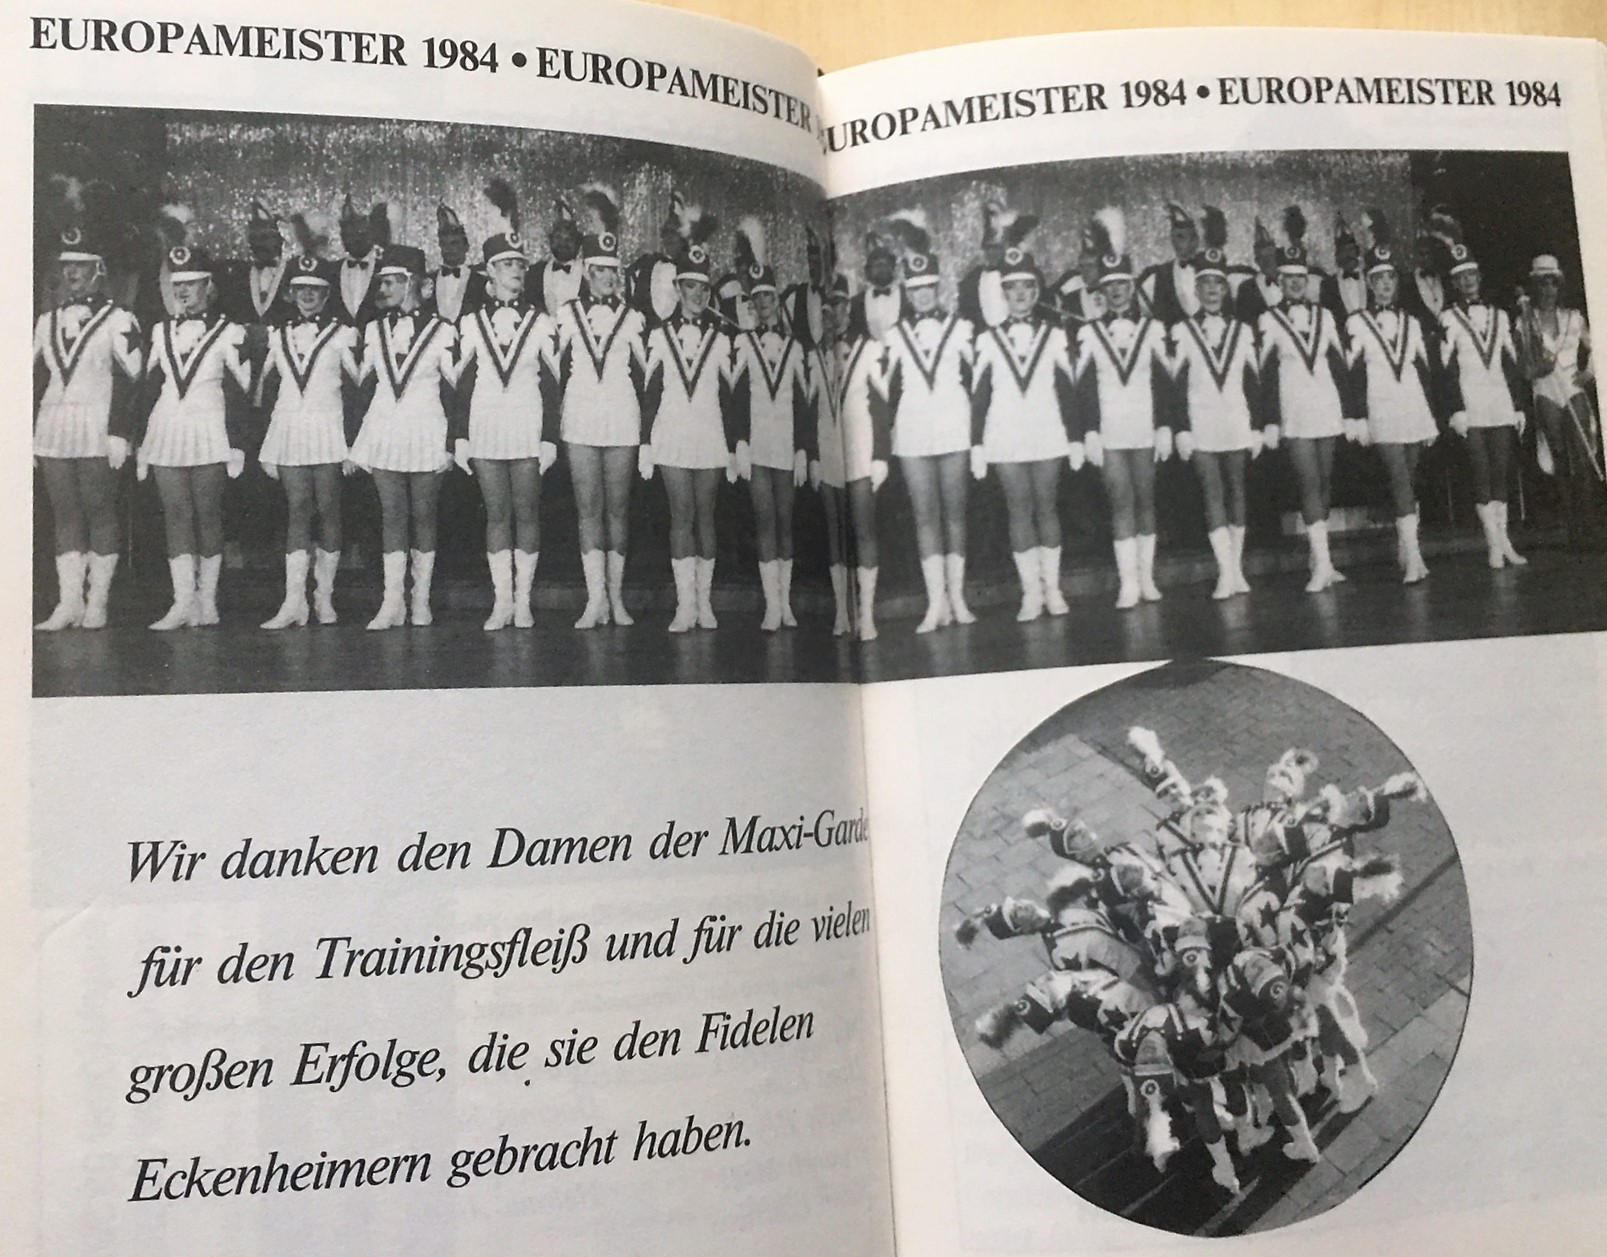 EUROPAMEISTER 1984 • EUROPAMEISTER
EUROPAMEISTER 1984 • EUROPAMEISTER 1984
Wir danken den Damen der Maxi-Garde
für den Trainingsfleiß und für die vielen
großen Erfolge, die sie den Fidelen
Eckenheimern gebracht haben.